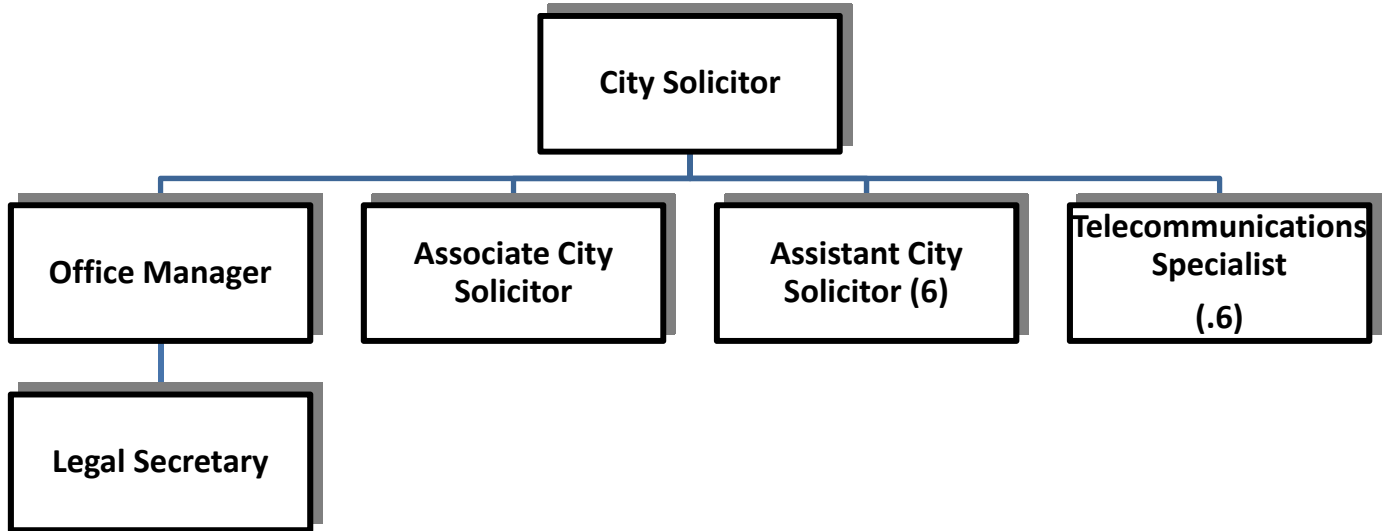 City Solicitor
Office Manager
Associate City
Solicitor
Assistant City
Solicitor (6)
Telecommunications
Specialist
(.6)
Legal Secretary